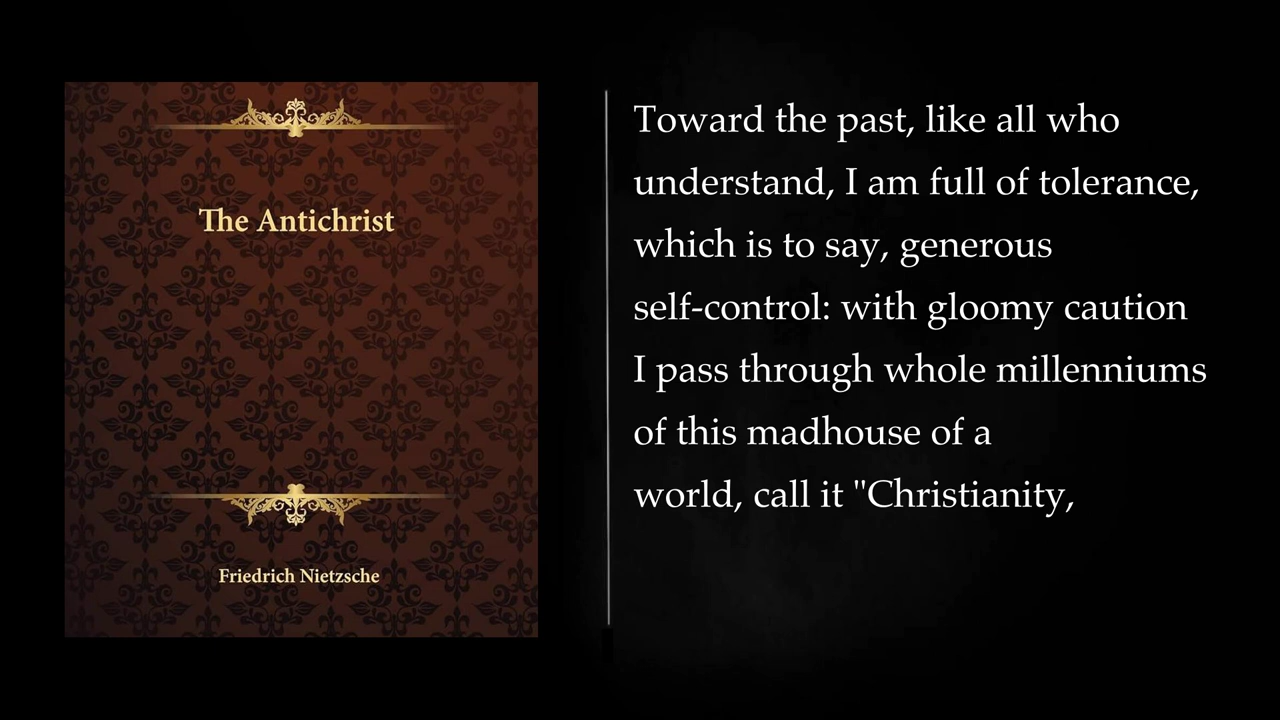 The Antichrist
Friedrich Nietzsche
Toward the past, like all who
understand, I am full of tolerance,
which is to say, generous
self-control: with gloomy caution
I pass through whole millenniums
of this madhouse of a
world, call it "Christianity,